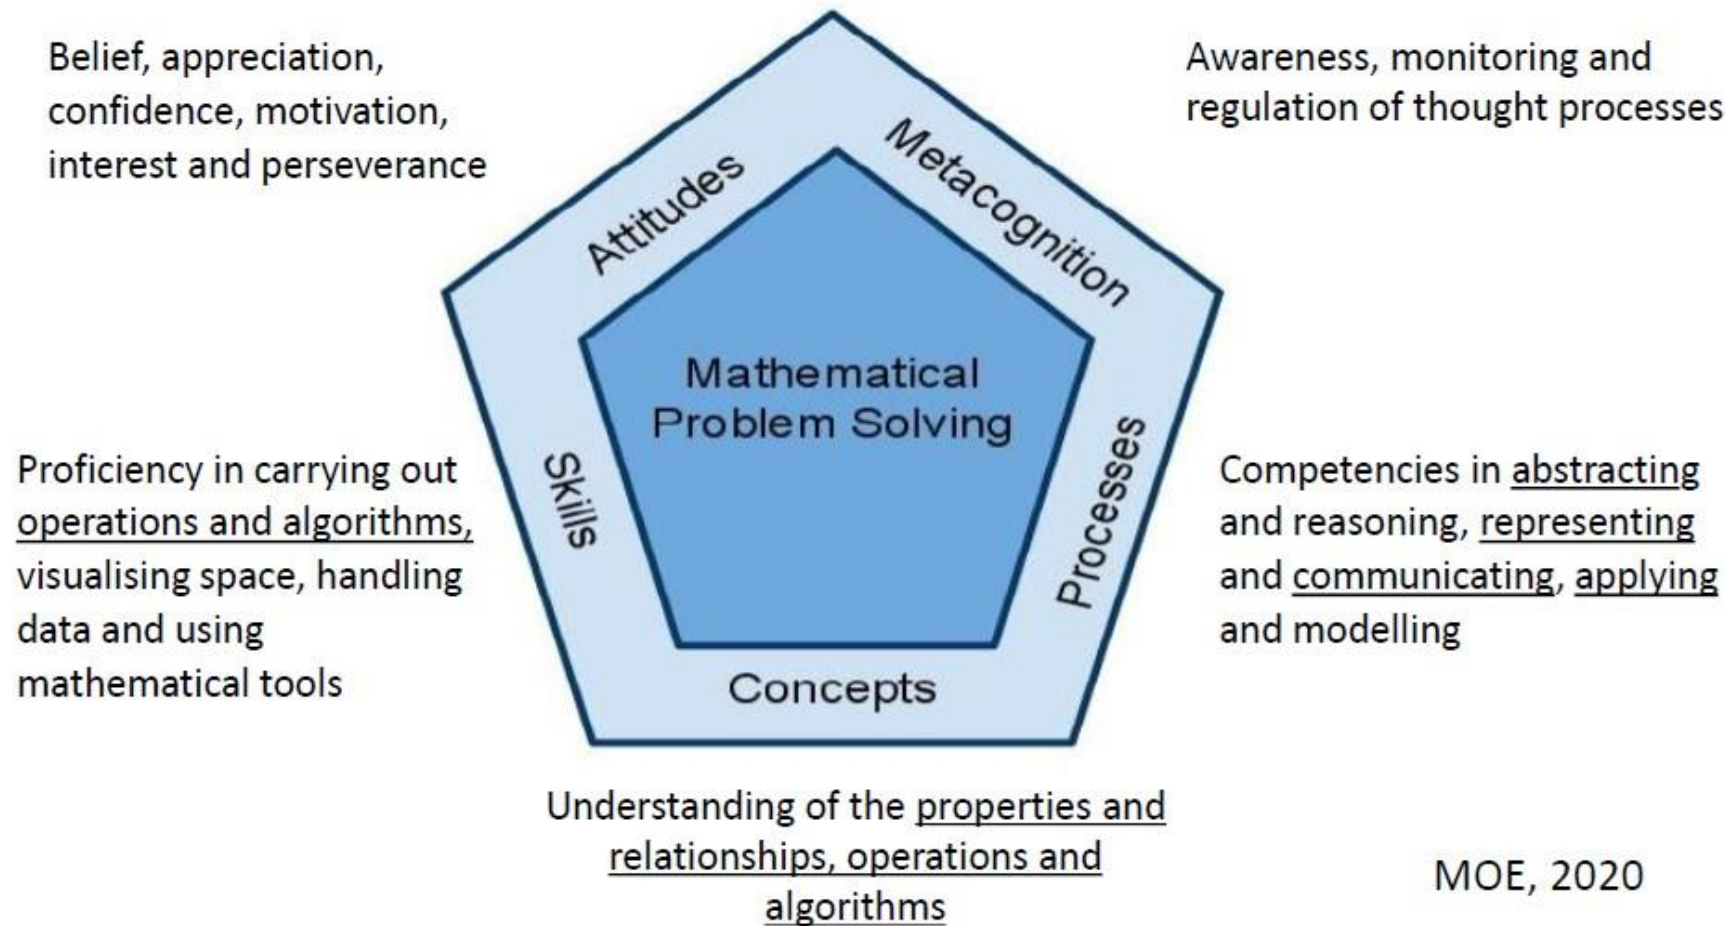 Belief, appreciation,
confidence, motivation,
interest and perseverance
Awareness, monitoring and
regulation of thought processes
Attitudes
Metacognition
Mathematical
Problem Solving
Skills
Processes
Concepts
Proficiency in carrying out
operations and algorithms,
visualising space, handling
data and using
mathematical tools
Competencies in abstracting
and reasoning, representing
and communicating, applying
and modelling
Understanding of the properties and
relationships, operations and
algorithms
MOE, 2020